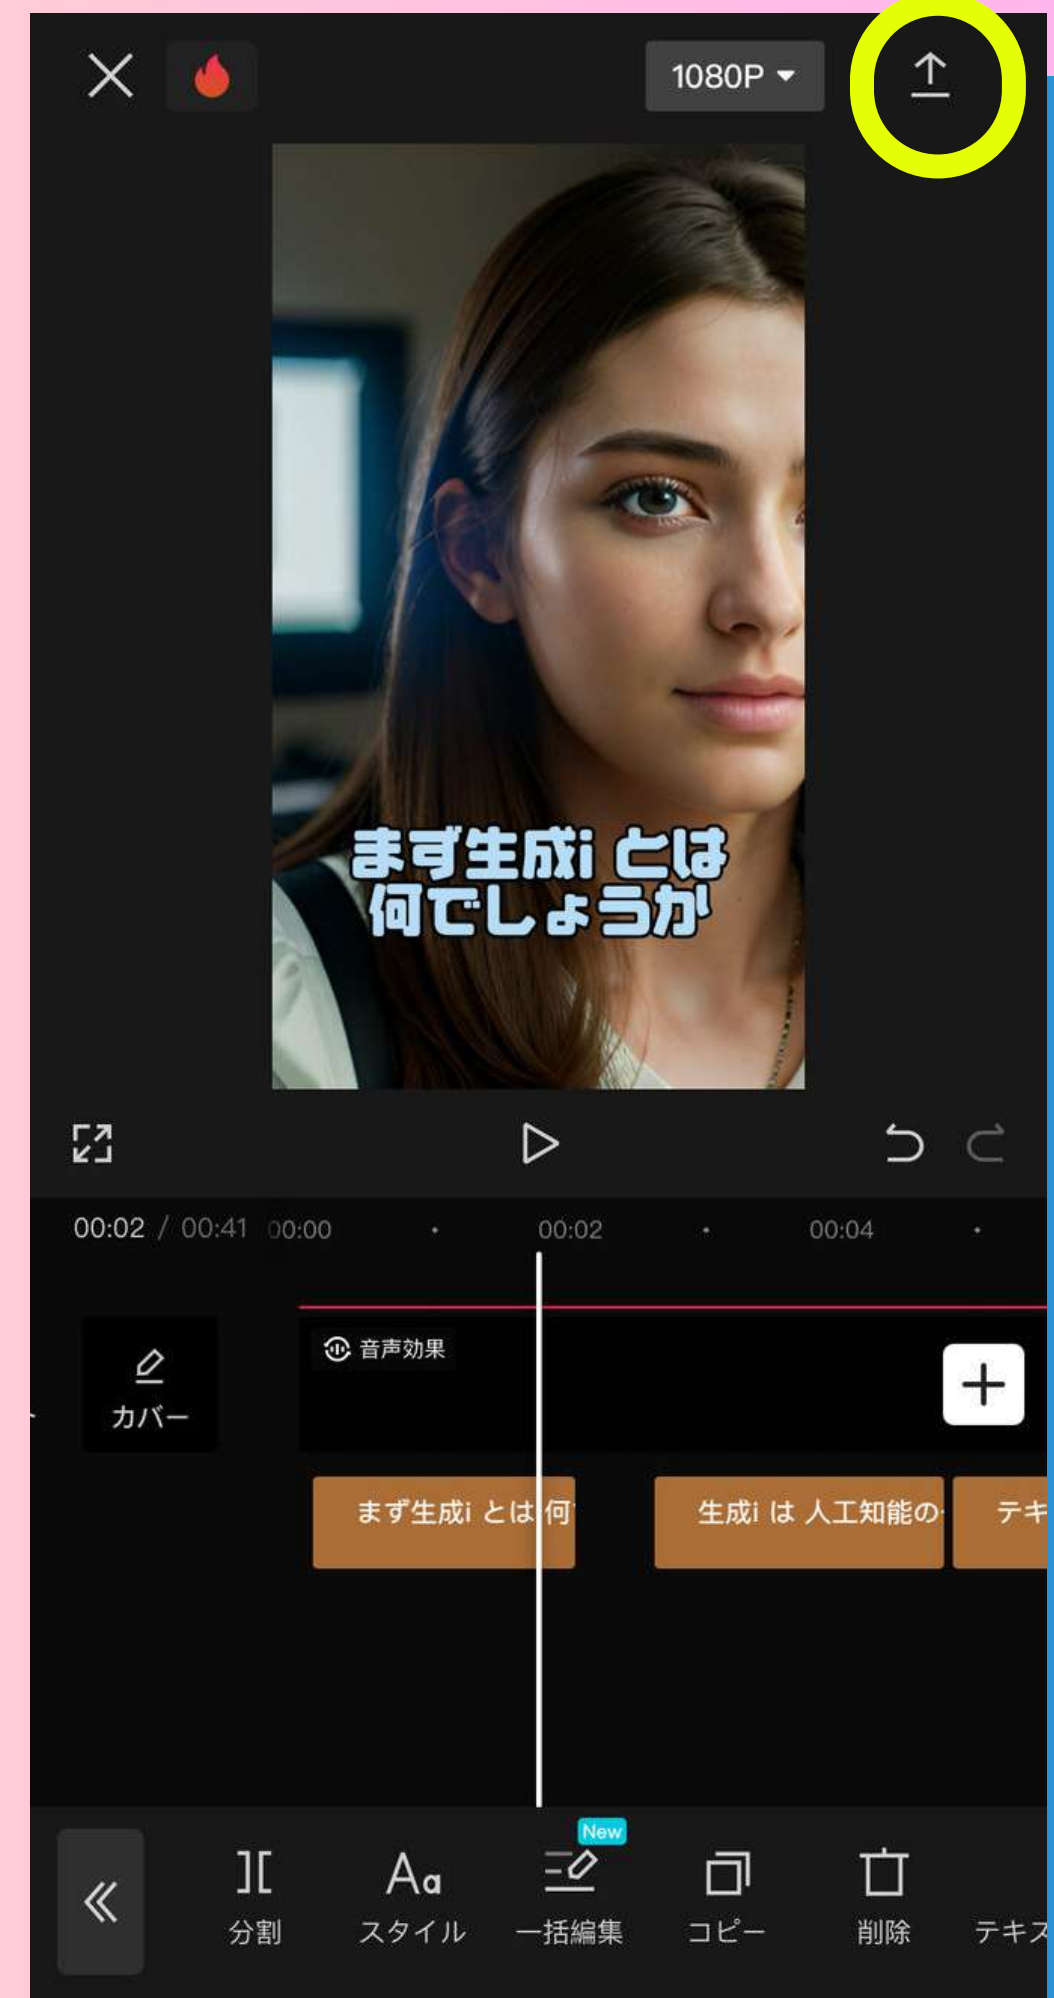 1080P
まず生成i とは
何でしょうか
00:02 / 00:41 00:00 00:02 00:04
音声効果
カバー
まず生成i とは 何
生成i は 人工知能の
テキ
New
分割 スタイル 一括編集 コピー 削除 テキス